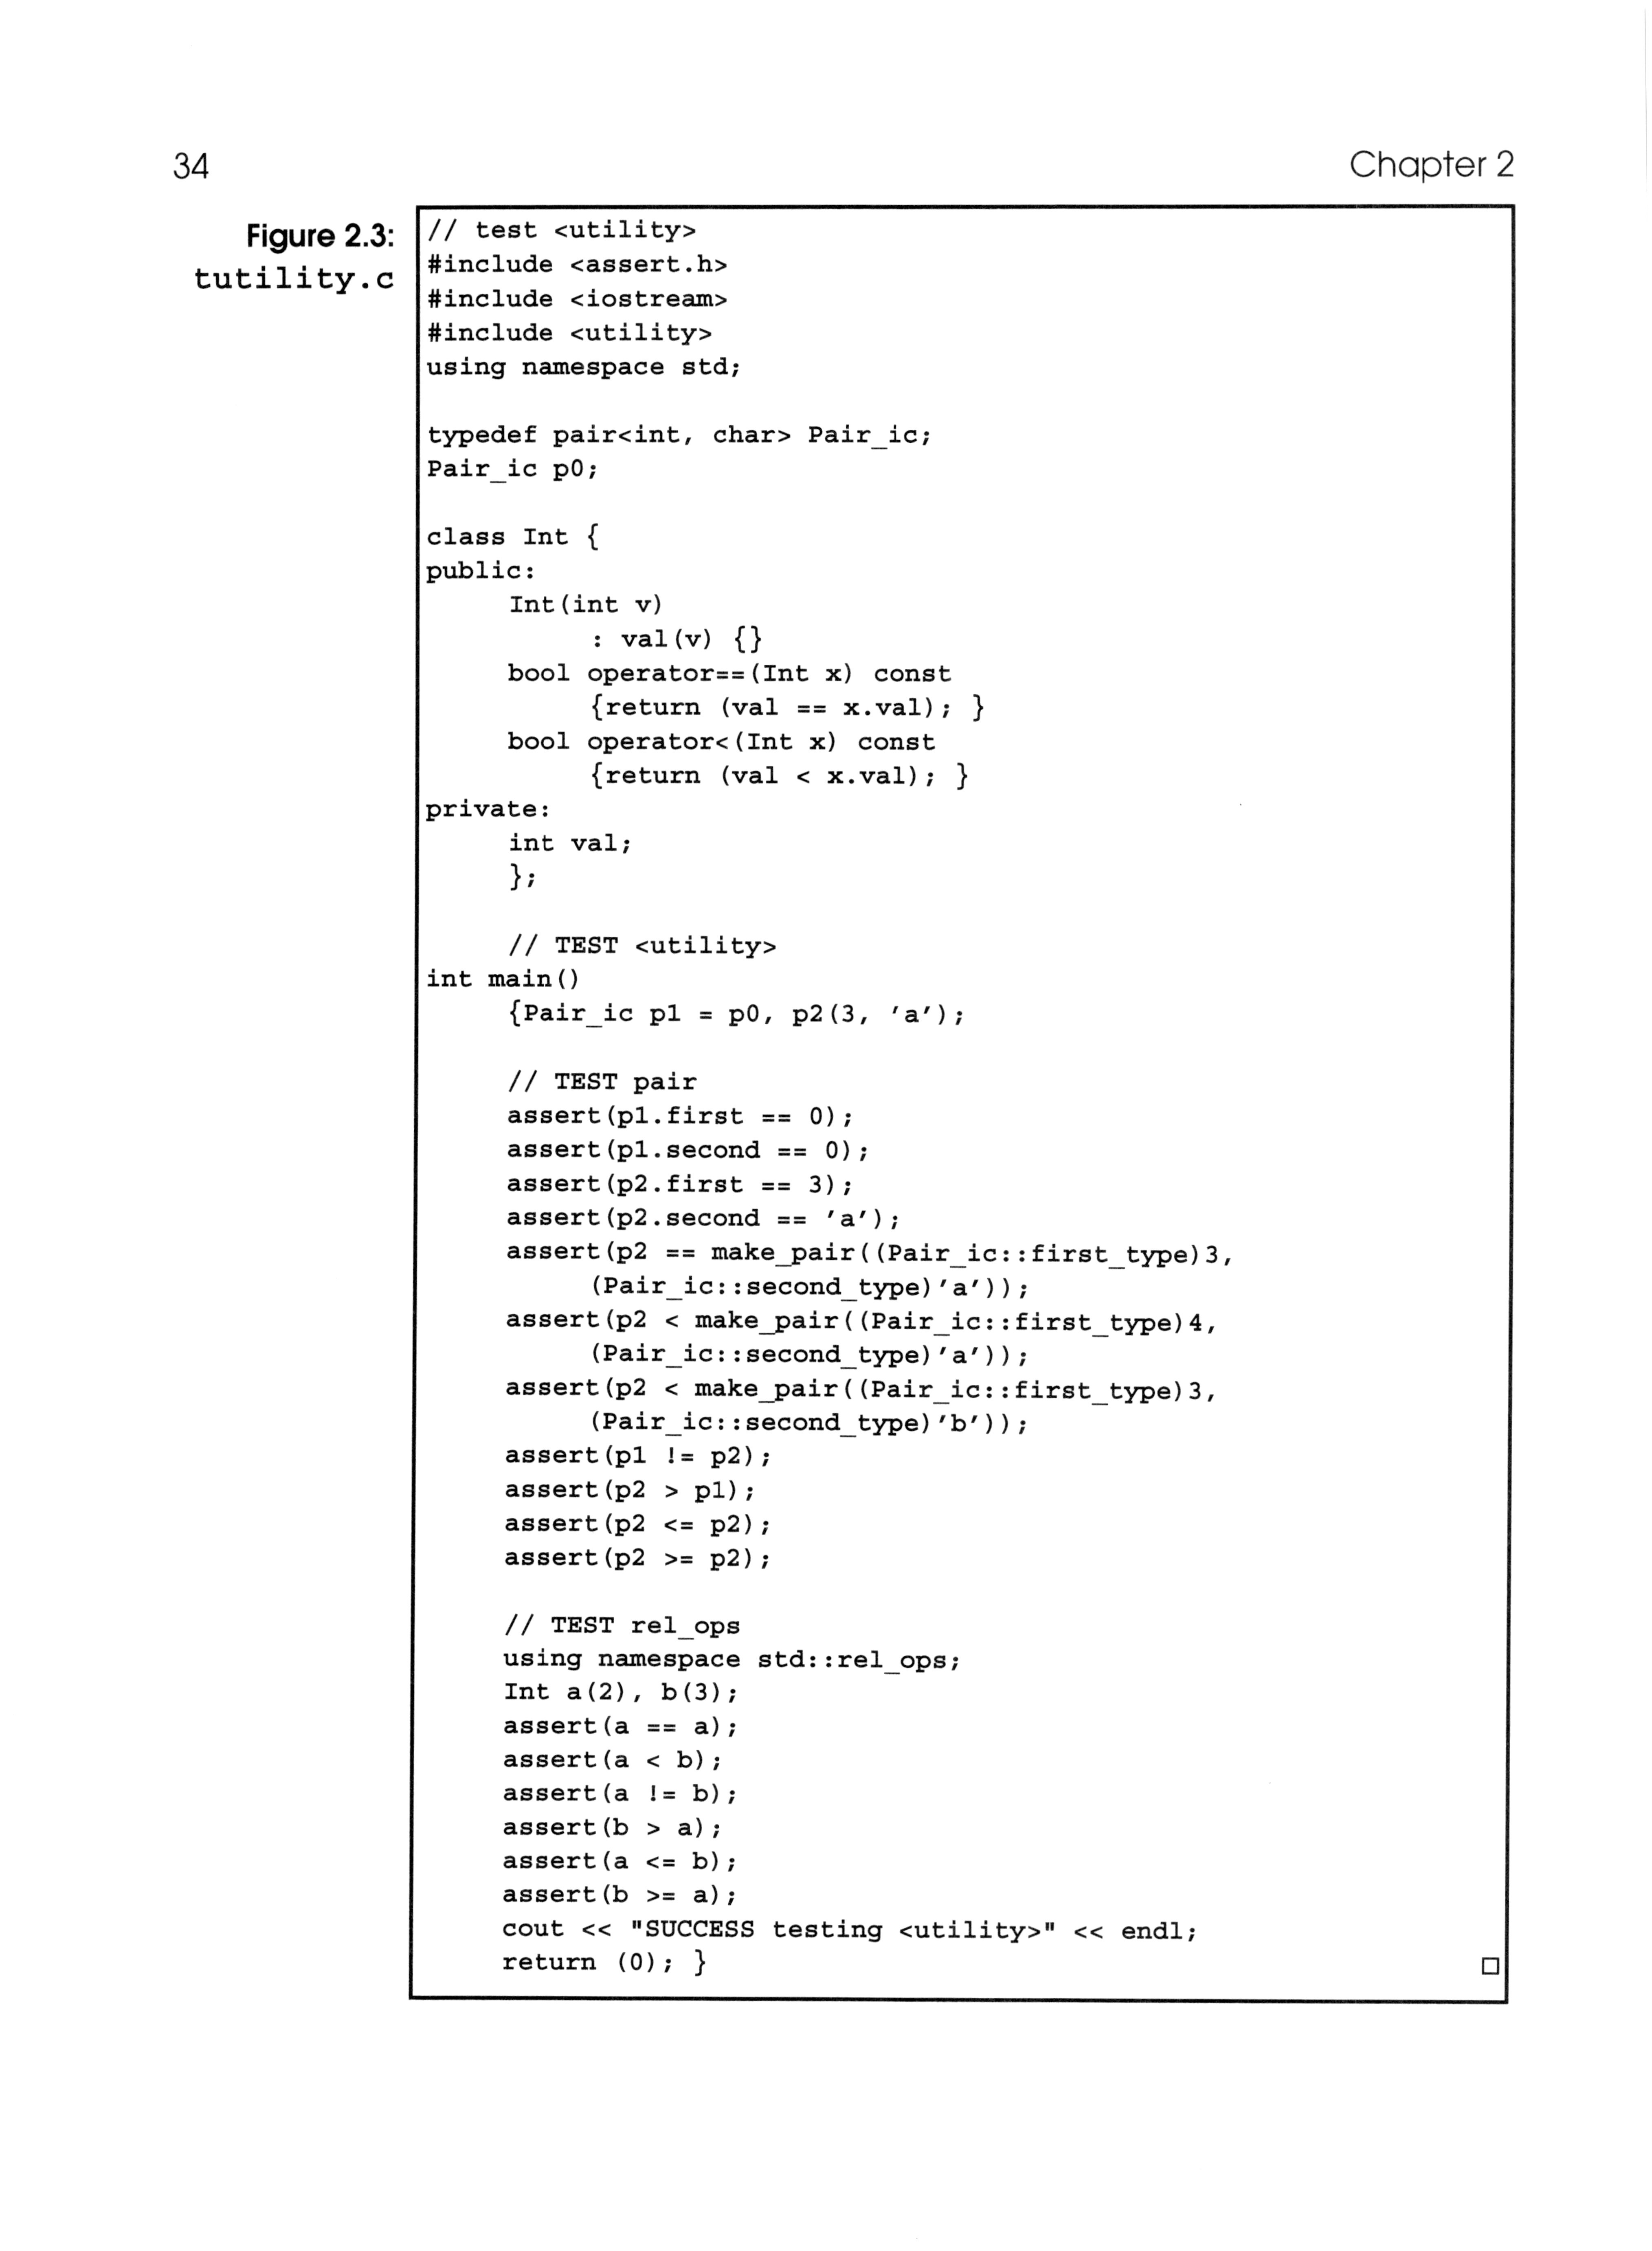 34
Chapter 2
Figure 2.3:
tutility.c
// test <utility>
#include <assert.h>
#include <iostream>
#include <utility>
using namespace std;

typedef pair<int, char> Pair_ic;
Pair_ic p0;

class Int {
public:
     Int(int v)
          : val(v) {}
     bool operator==(Int x) const
          {return (val == x.val); }
     bool operator<(Int x) const
          {return (val < x.val); }
private:
     int val;
     };

     // TEST <utility>
int main()
     {Pair_ic p1 = p0, p2(3, 'a');

     // TEST pair
     assert(p1.first == 0);
     assert(p1.second == 0);
     assert(p2.first == 3);
     assert(p2.second == 'a');
     assert(p2 == make_pair((Pair_ic::first_type)3,
          (Pair_ic::second_type)'a'));
     assert(p2 < make_pair((Pair_ic::first_type)4,
          (Pair_ic::second_type)'a'));
     assert(p2 < make_pair((Pair_ic::first_type)3,
          (Pair_ic::second_type)'b'));
     assert(p1 != p2);
     assert(p2 > p1);
     assert(p2 <= p2);
     assert(p2 >= p2);

     // TEST rel_ops
     using namespace std::rel_ops;
     Int a(2), b(3);
     assert(a == a);
     assert(a < b);
     assert(a != b);
     assert(b > a);
     assert(a <= b);
     assert(b >= a);
     cout << "SUCCESS testing <utility>" << endl;
     return (0); }
□